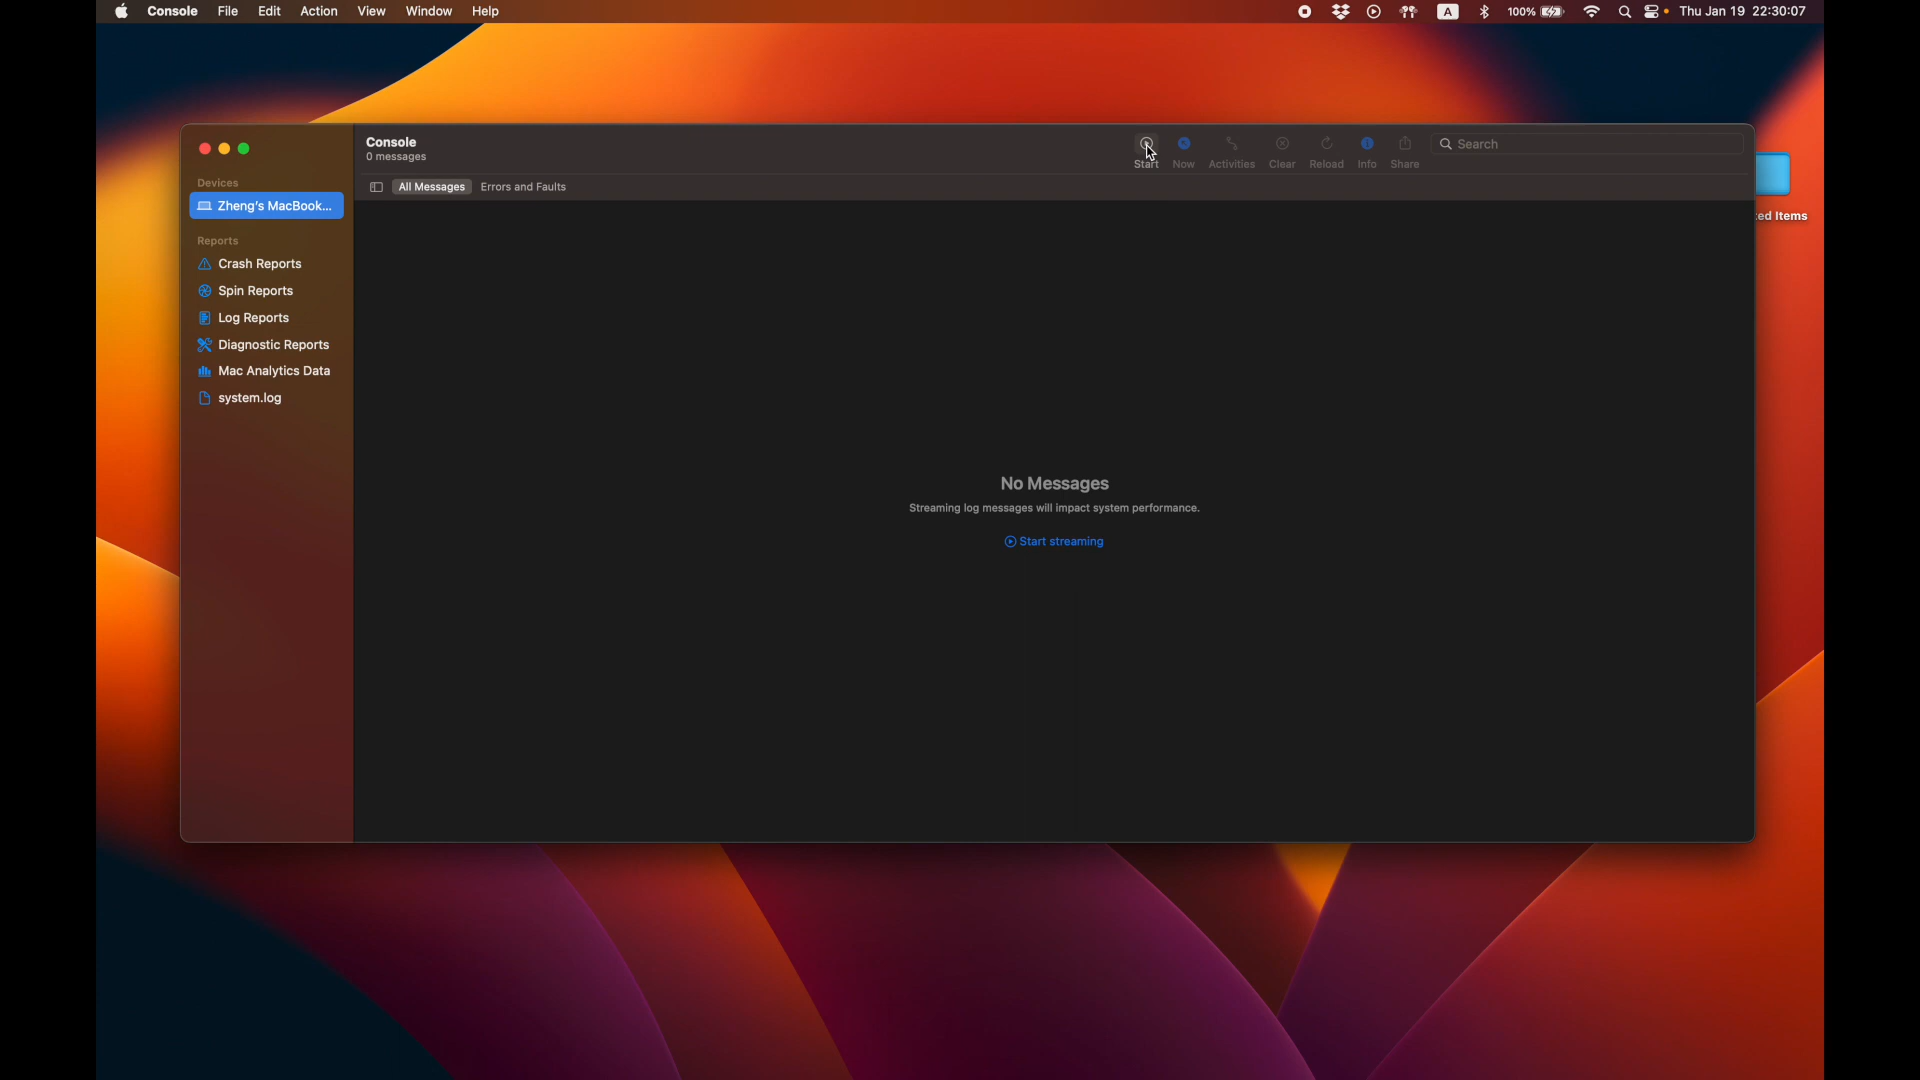 Console File Edit Action View Window Help
A 100% Thu Jan 19 22:30:07
Console
0 messages
Start Now Activities Clear Reload Info Share
Search
All Messages Errors and Faults
Devices
Zheng's MacBook...
Reports
Crash Reports
Spin Reports
Log Reports
Diagnostic Reports
Mac Analytics Data
system.log
ed Items
No Messages
Streaming log messages will impact system performance.
Start streaming